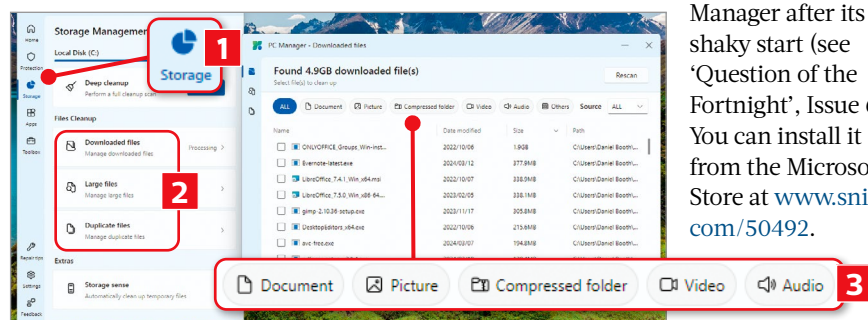 Home
Protection
Storage
Apps
Toolbox
Repair tips
Settings
Feedback
Storage Management
Local Disk (C:)
Deep cleanup
Perform a full cleanup scan
Files Cleanup
Downloaded files
Manage downloaded files
Processing >
Large files
Manage large files
Duplicate files
Manage duplicate files
Extras
Storage sense
Automatically clean up temporary files
Storage
1
2
PC Manager - Downloaded files
Found 4.9GB downloaded file(s)
Select file(s) to clean up
Rescan
ALL Document Picture Compressed folder Video Audio Others Source ALL
Name Date modified Size Path
ONLYOFFICE_Groups_Win-inst... 2022/10/06 1.9GB C:\Users\Daniel Booth\...
Evernote-latest.exe 2024/03/12 377.9MB C:\Users\Daniel Booth\...
LibreOffice_7.4.1_Win_x64.msi 2022/10/07 338.9MB C:\Users\Daniel Booth\...
LibreOffice_7.5.0_Win_x86-64... 2023/02/05 338.1MB C:\Users\Daniel Booth\...
gimp-2.10.36-setup.exe 2023/11/17 305.8MB C:\Users\Daniel Booth\...
DesktopEditors_x64.exe 2022/10/06 215.6MB C:\Users\Daniel Booth\...
avc-free.exe 2024/03/07 194.8MB C:\Users\Daniel Booth\...
Document Picture Compressed folder Video Audio
3
Manager after its
shaky start (see
‘Question of the
Fortnight’, Issue
You can install it
from the Microso
Store at www.sni
com/50492.